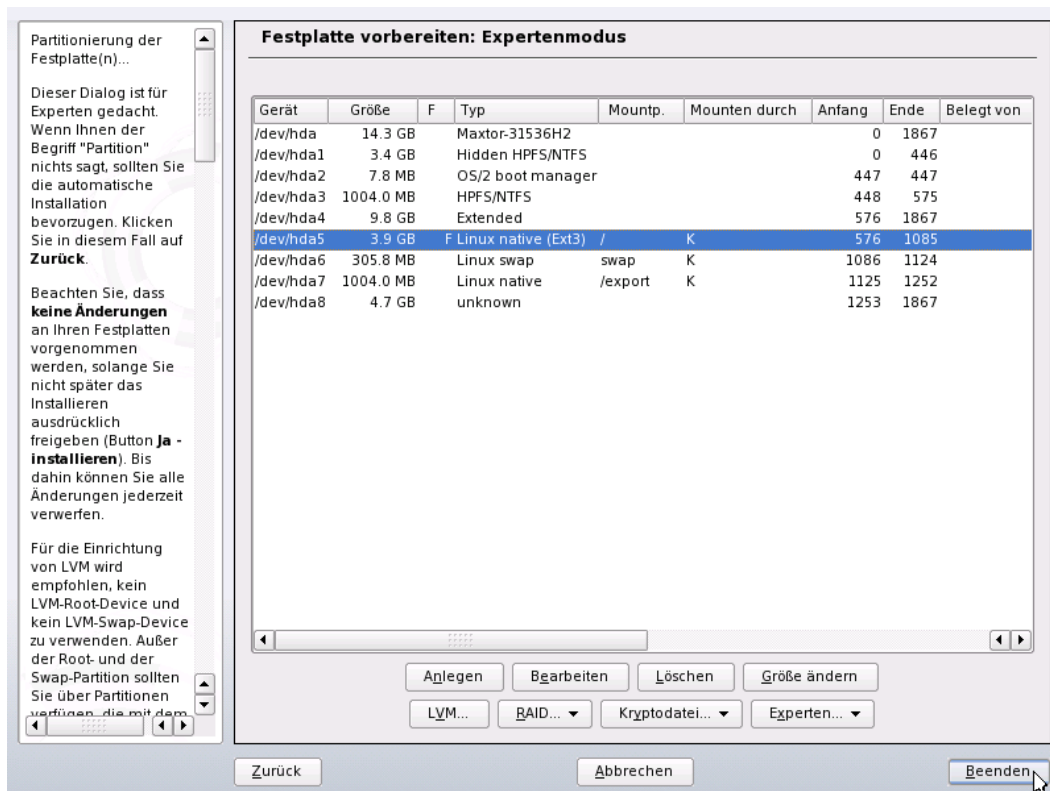 Partitionierung der
Festplatte(n)...
Dieser Dialog ist für
Experten gedacht.
Wenn Ihnen der
Begriff "Partition"
nichts sagt, sollten Sie
die automatische
Installation
bevorzugen. Klicken
Sie in diesem Fall auf
Zurück.
Beachten Sie, dass
keine Änderungen
an Ihren Festplatten
vorgenommen
werden, solange Sie
nicht später das
Installieren
ausdrücklich
freigeben (Button Ja -
installieren). Bis
dahin können Sie alle
Änderungen jederzeit
verwerfen.
Für die Einrichtung
von LVM wird
empfohlen, kein
LVM-Root-Device und
kein LVM-Swap-Device
zu verwenden. Außer
der Root- und der
Swap-Partition sollten
Sie über Partitionen
verfügen, die mit dem
Festplatte vorbereiten: Expertenmodus
Gerät Größe F Typ Mountp. Mounten durch Anfang Ende Belegt von
/dev/hda 14.3 GB Maxtor-31536H2 0 1867
/dev/hda1 3.4 GB Hidden HPFS/NTFS 0 446
/dev/hda2 7.8 MB OS/2 boot manager 447 447
/dev/hda3 1004.0 MB HPFS/NTFS 448 575
/dev/hda4 9.8 GB Extended 576 1867
/dev/hda5 3.9 GB F Linux native (Ext3) / K 576 1085
/dev/hda6 305.8 MB Linux swap swap K 1086 1124
/dev/hda7 1004.0 MB Linux native /export K 1125 1252
/dev/hda8 4.7 GB unknown 1253 1867
Anlegen Bearbeiten Löschen Größe ändern
LVM... RAID... Kryptodatei... Experten...
Zurück Abbrechen Beenden